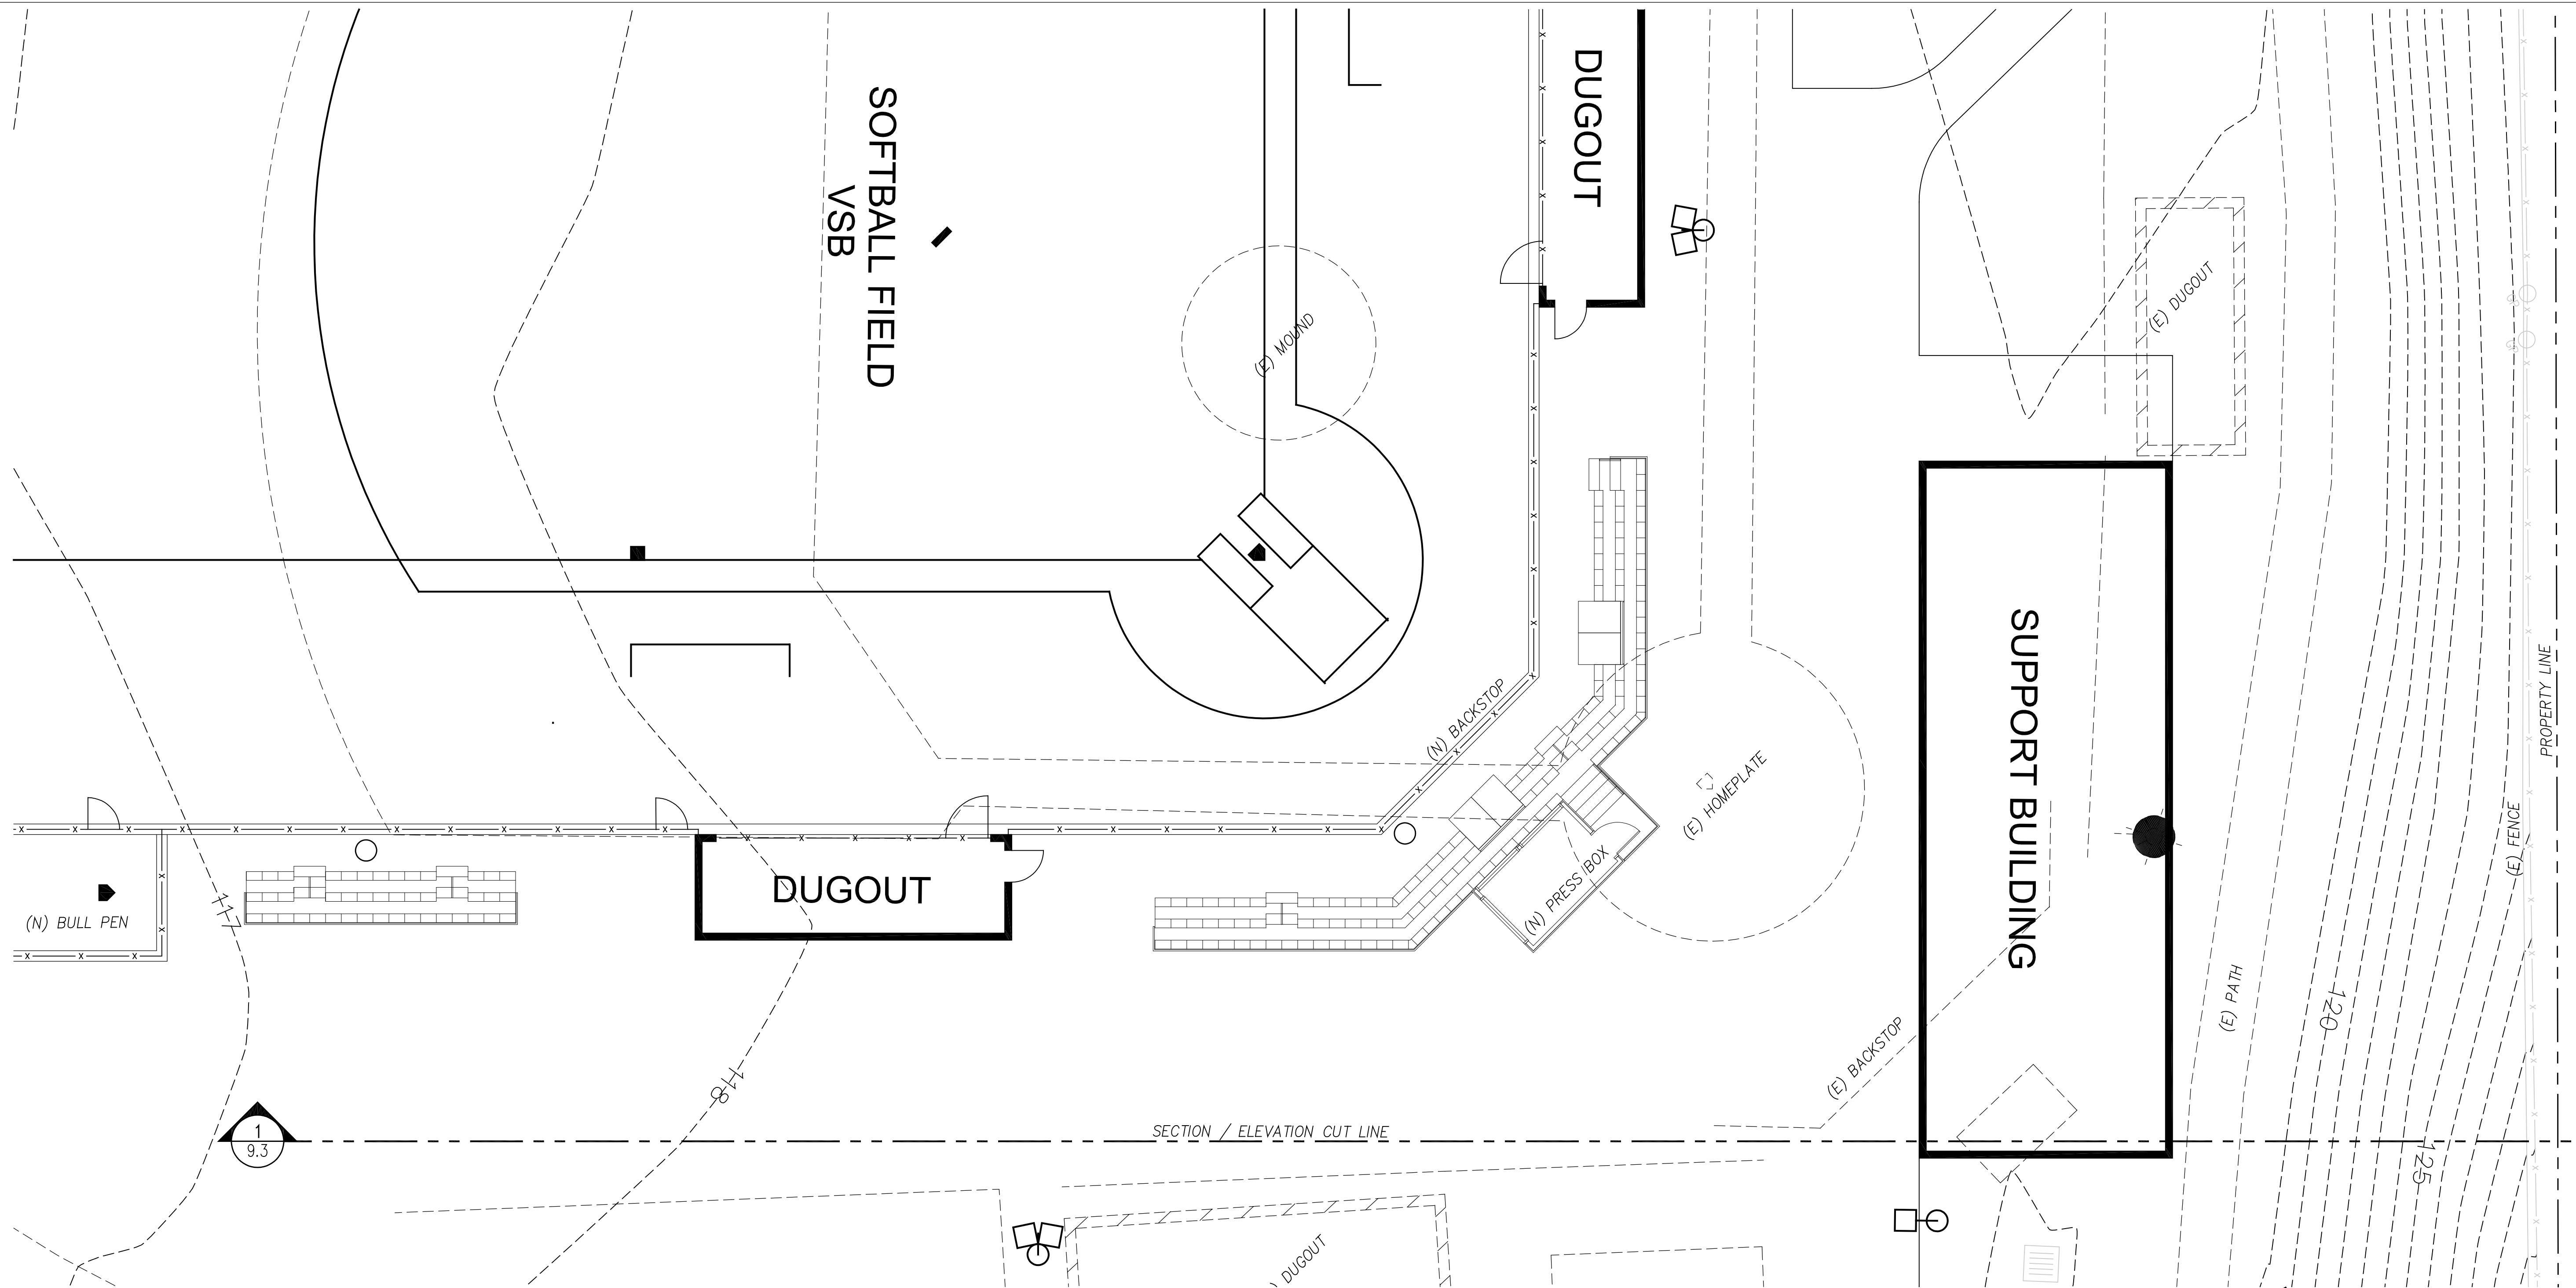 SOFTBALL FIELD
VSB
DUGOUT
(E) MOUND
(E) DUGOUT
(N) BACKSTOP
(E) HOMEPLATE
(N) PRESS BOX
SUPPORT BUILDING
PROPERTY LINE
(E) FENCE
DUGOUT
(N) BULL PEN
117
118
(E) PATH
120
(E) BACKSTOP
125
1
9.3
SECTION / ELEVATION CUT LINE
) DUGOUT